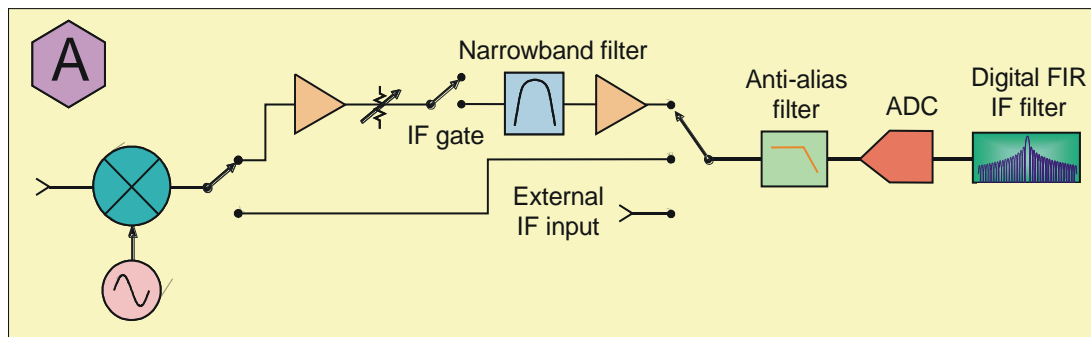 A
Narrowband filter
IF gate
Anti-alias
filter
ADC
Digital FIR
IF filter
External
IF input